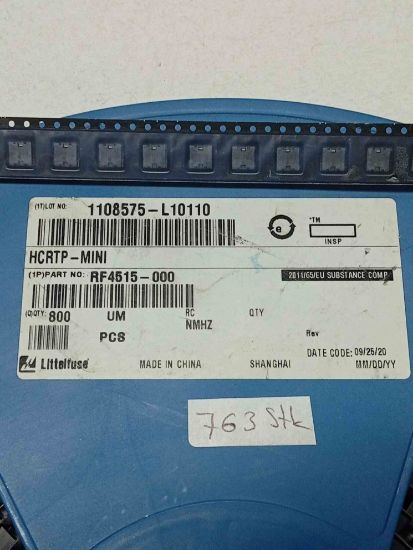 (1T)LOT NO: 1108575-L10110
e
*TM
INSP
HCRTP-MINI
(1P)PART NO: RF4515-000
2011/65/EU SUBSTANCE COMP
(Q)QTY: 800 UM RC QTY
NMHZ
PCS Rev
DATE CODE: 09/26/20
Littelfuse MADE IN CHINA SHANGHAI MM/DD/YY
763 Stk